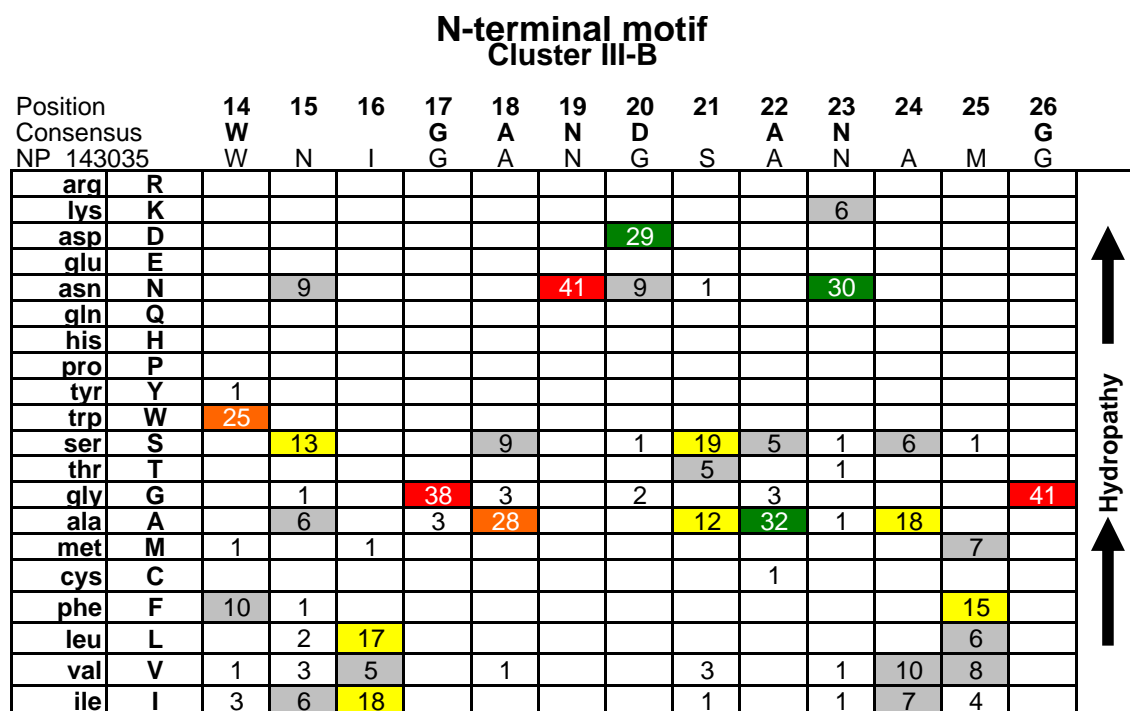 N-terminal motif
Cluster III-B
Position 14 15 16 17 18 19 20 21 22 23 24 25 26
Consensus W G A N D A N G
NP_143035 W N I G A N G S A N A M G
arg R
lys K 6
asp D 29
glu E
asn N 9 41 9 1 30
gln Q
his H
pro P
tyr Y 1
trp W 25
ser S 13 9 1 19 5 1 6 1
thr T 5 1
gly G 1 38 3 2 3 41
ala A 6 3 28 12 32 1 18
met M 1 1 7
cys C 1
phe F 10 1 15
leu L 2 17 6
val V 1 3 5 1 3 1 10 8
ile I 3 6 18 1 1 7 4
Hydropathy